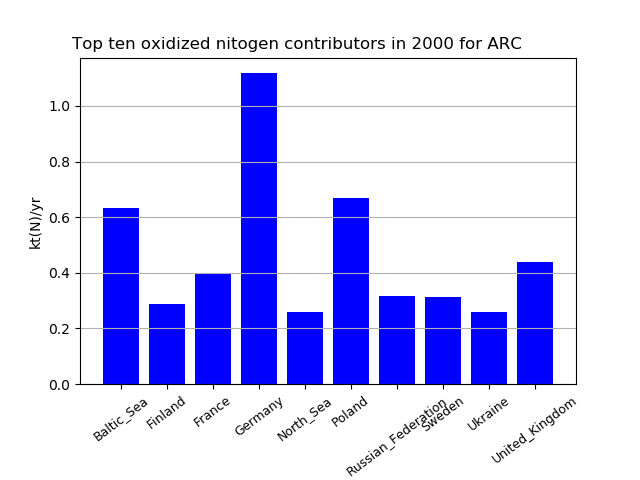 Top ten oxidized nitogen contributors in 2000 for ARC
kt(N)/yr
1.0
0.8
0.6
0.4
0.2
0.0
Baltic_Sea
Finland
France
Germany
North_Sea
Poland
Russian_Federation
Sweden
Ukraine
United_Kingdom